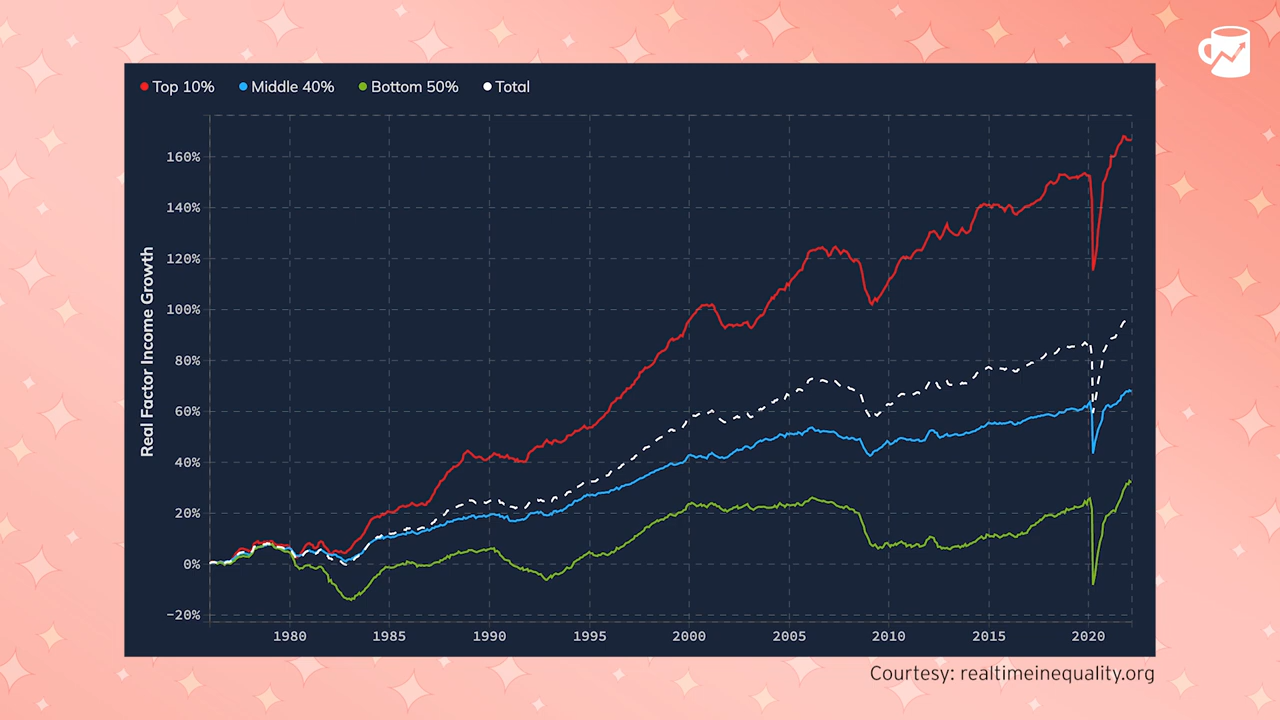 Top 10% Middle 40% Bottom 50% Total
Real Factor Income Growth
160%
140%
120%
100%
80%
60%
40%
20%
0%
−20%
1980 1985 1990 1995 2000 2005 2010 2015 2020
Courtesy: realtimeinequality.org